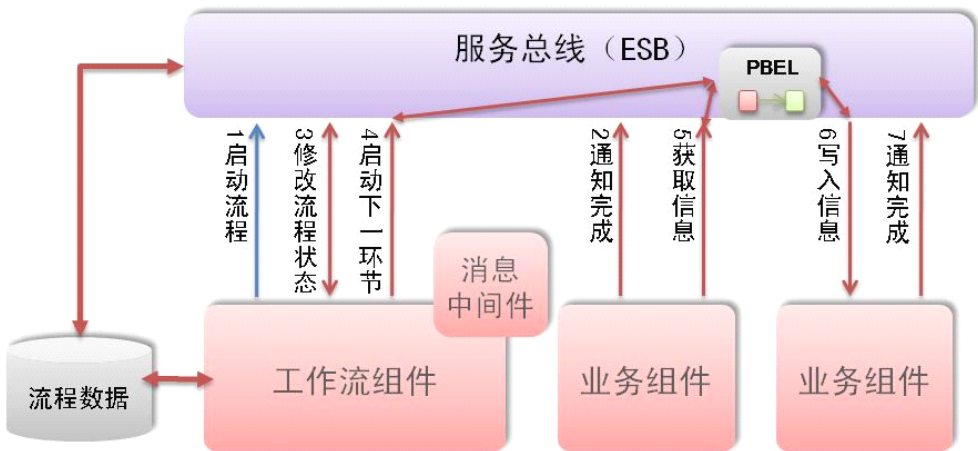 服务总线（ESB）
PBEL
1启动流程
3修改流程状态
4启动下一环节
2通知完成
5获取信息
6写入信息
7通知完成
消息
中间件
流程数据
工作流组件
业务组件
业务组件